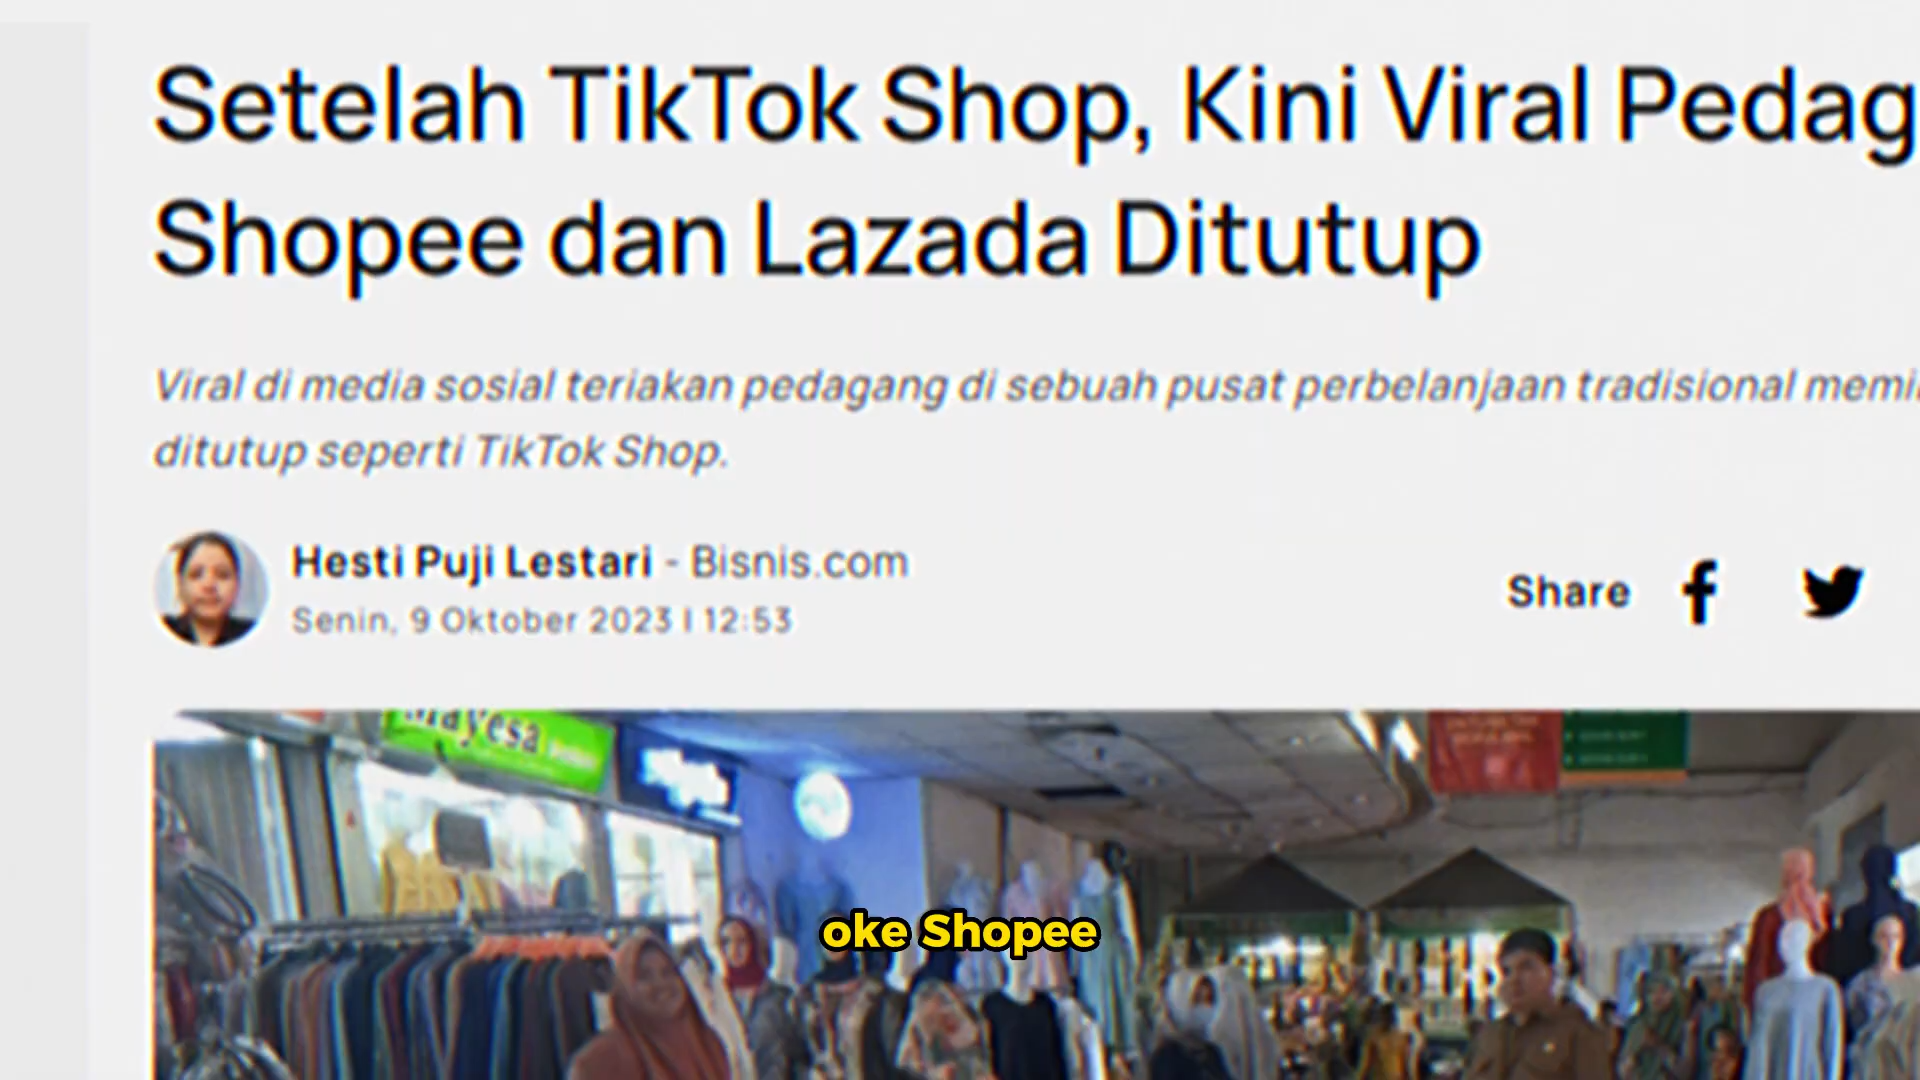 Setelah TikTok Shop, Kini Viral Pedag
Shopee dan Lazada Ditutup
Viral di media sosial teriakan pedagang di sebuah pusat perbelanjaan tradisional memi
ditutup seperti TikTok Shop.
Hesti Puji Lestari - Bisnis.com
Senin, 9 Oktober 2023 | 12:53
Share
Mayesa
oke Shopee